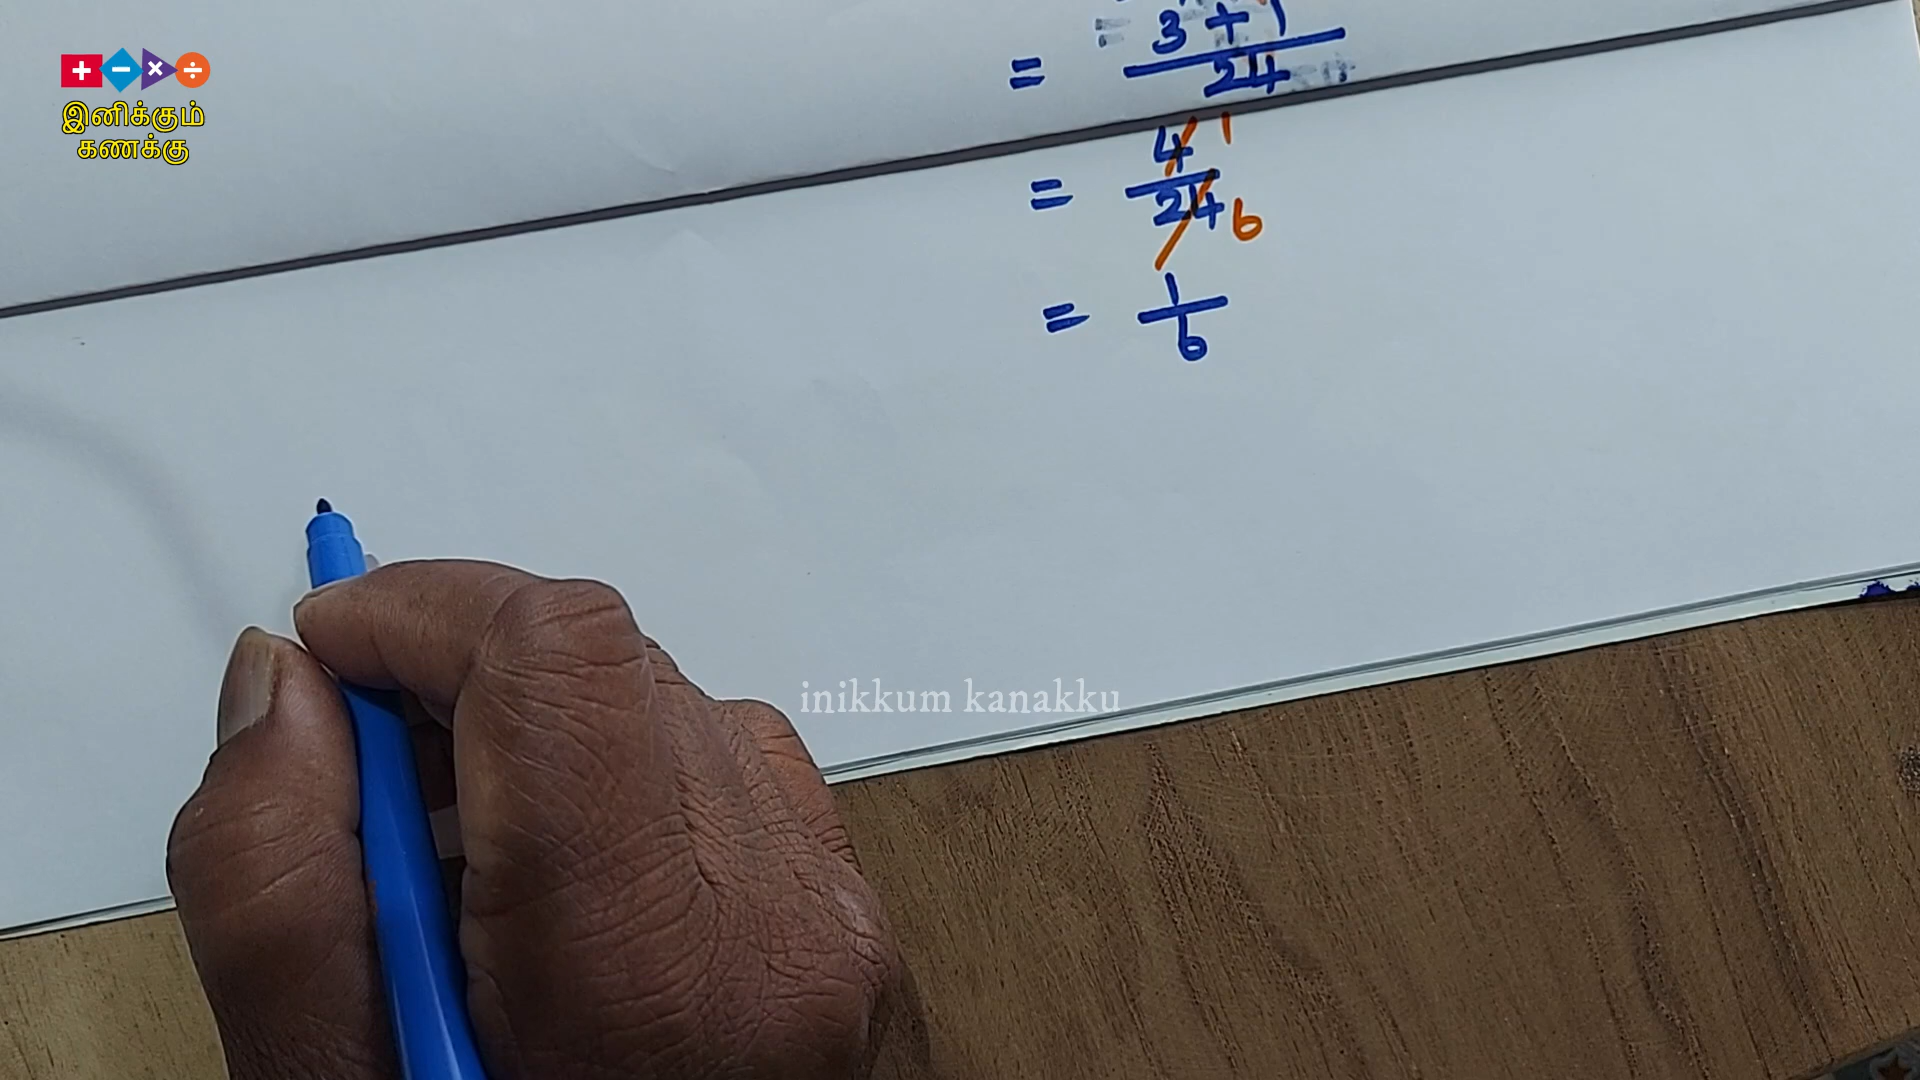 இனிக்கும்
கணக்கு
= 3 + 1
24
= 4 1
24 6
= 1
6
inikkum kanakku